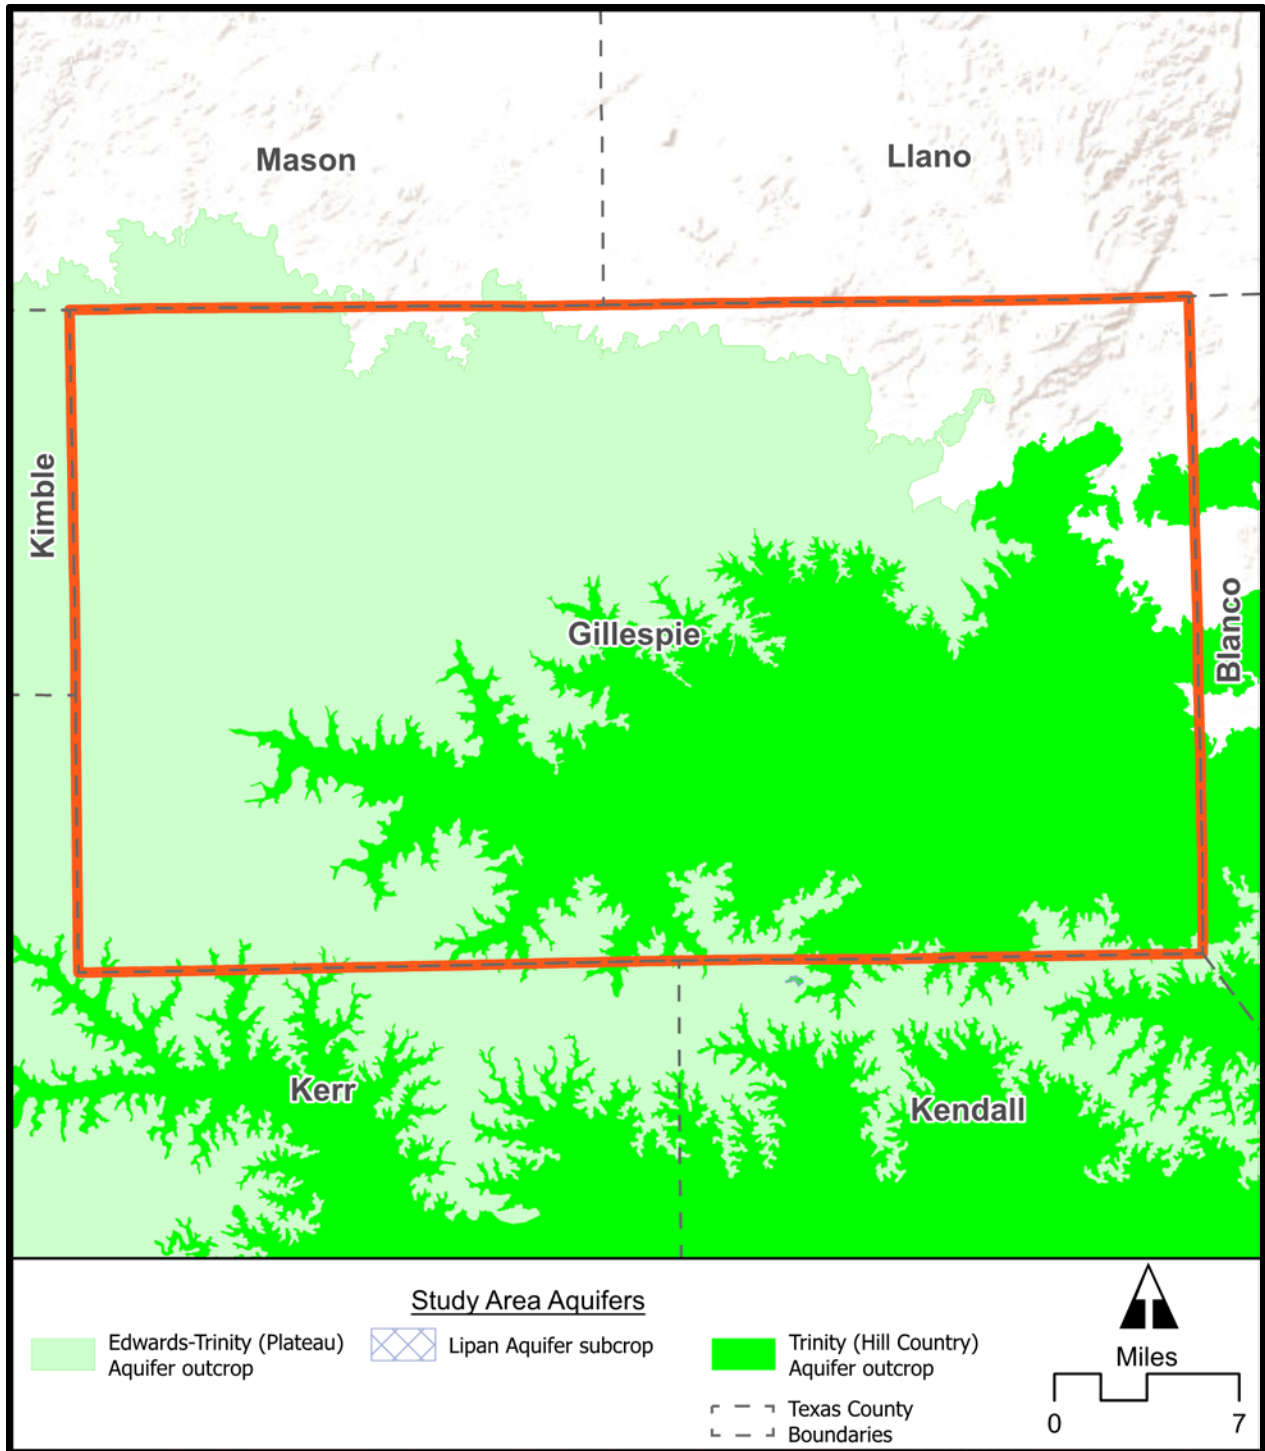 Mason
Llano
Kimble
Gillespie
Blanco
Kerr
Kendall
Study Area Aquifers
Edwards-Trinity (Plateau)
Aquifer outcrop
Lipan Aquifer subcrop
Trinity (Hill Country)
Aquifer outcrop
Texas County
Boundaries
Miles
0 7